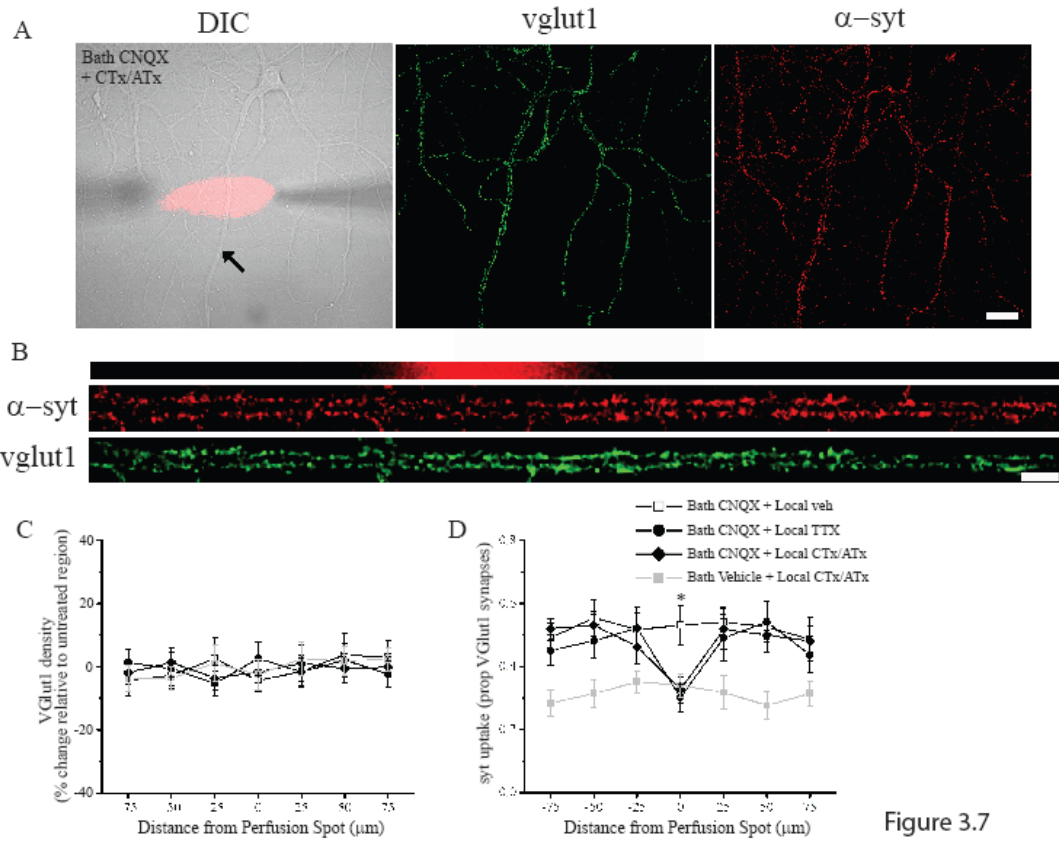 A
DIC
vglut1
α–syt
Bath CNQX
+ CTx/ATx
B
α–syt
vglut1
C
D
Bath CNQX + Local veh
Bath CNQX + Local TTX
Bath CNQX + Local CTx/ATx
Bath Vehicle + Local CTx/ATx
VGlut1 density
(% change relative to untreated region)
40
20
0
-20
-40
75
50
25
0
25
50
75
Distance from Perfusion Spot (μm)
syt uptake (prop VGlut1 synapses)
*
-75
-50
-25
0
25
50
75
Distance from Perfusion Spot (μm)
Figure 3.7